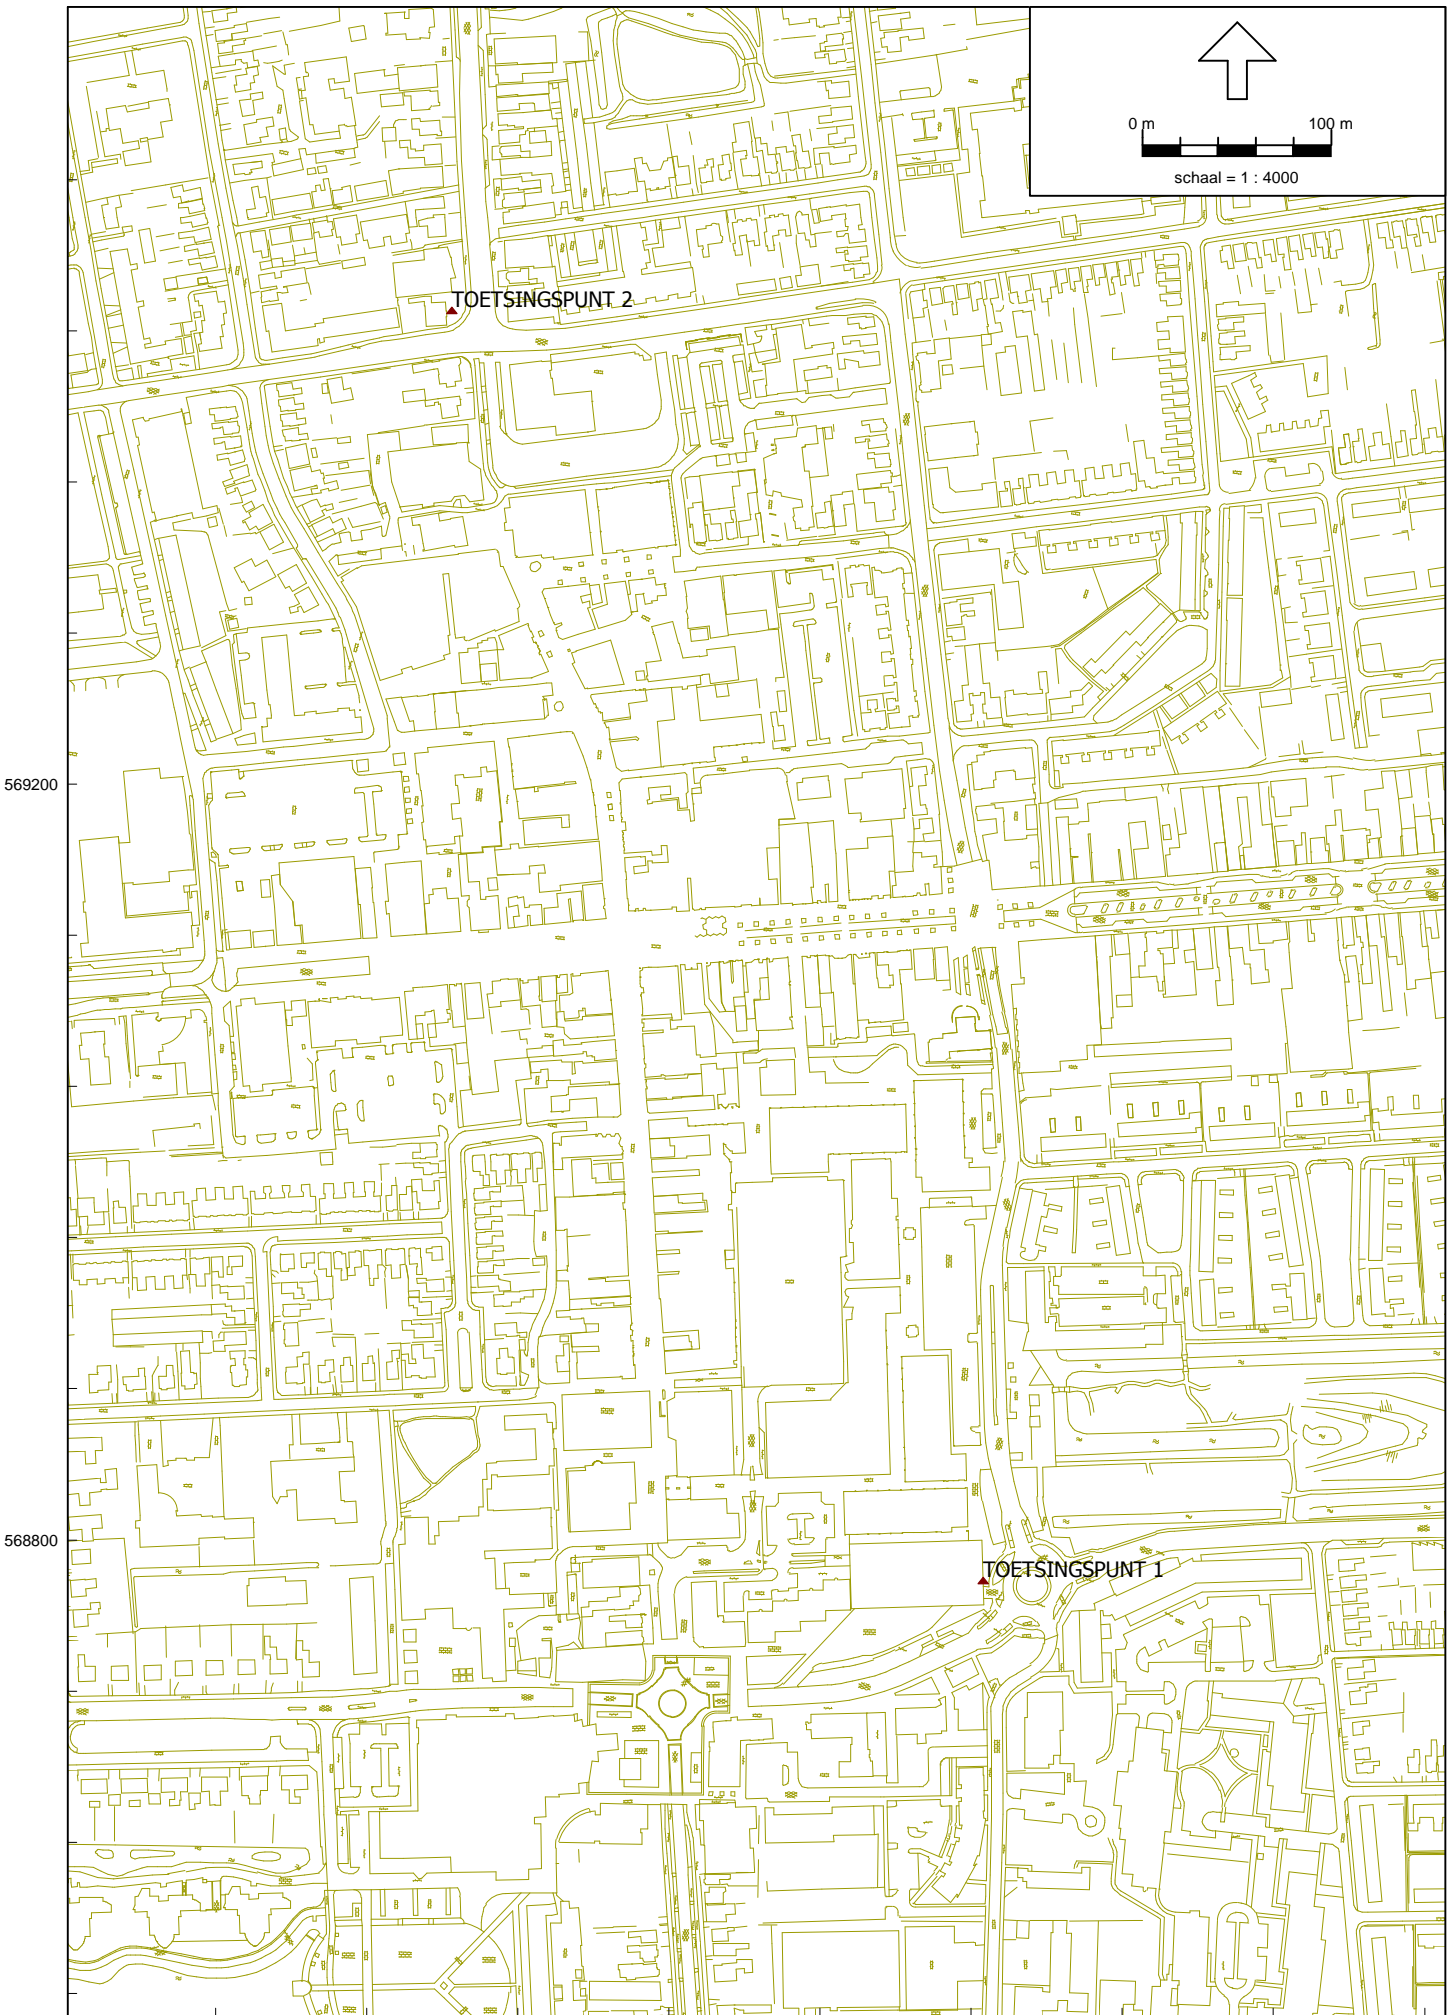 0 m 100 m
schaal = 1 : 4000
TOETSINGSPUNT 2
569200
568800
TOETSINGSPUNT 1